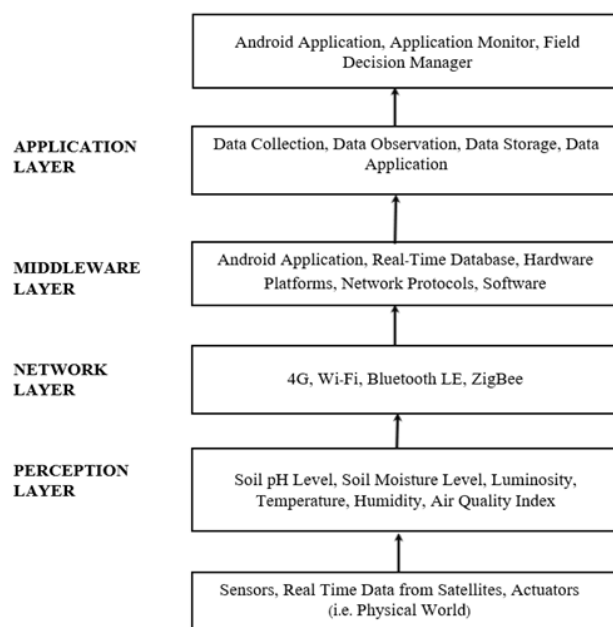 Android Application, Application Monitor, Field
Decision Manager
APPLICATION
LAYER
Data Collection, Data Observation, Data Storage, Data
Application
MIDDLEWARE
LAYER
Android Application, Real-Time Database, Hardware
Platforms, Network Protocols, Software
NETWORK
LAYER
4G, Wi-Fi, Bluetooth LE, ZigBee
PERCEPTION
LAYER
Soil pH Level, Soil Moisture Level, Luminosity,
Temperature, Humidity, Air Quality Index
Sensors, Real Time Data from Satellites, Actuators
(i.e. Physical World)